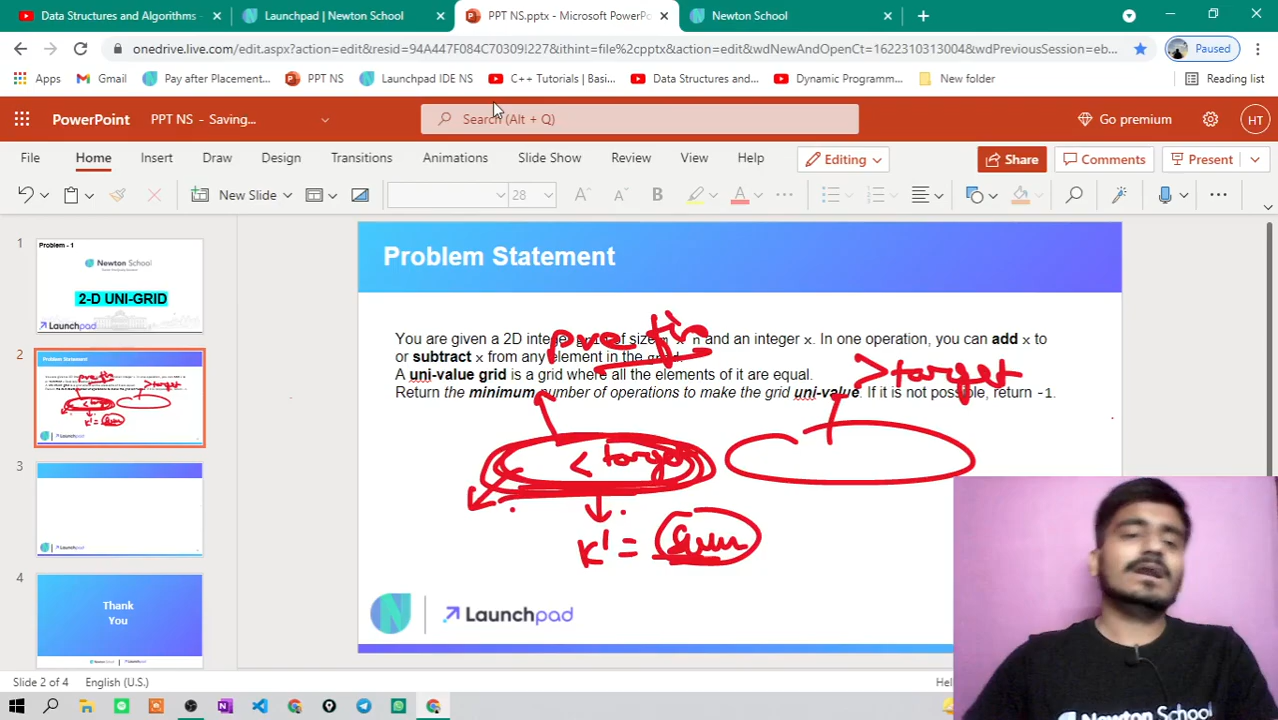 Data Structures and Algorithms -
Launchpad | Newton School
PPT NS.pptx - Microsoft PowerPo
Newton School
onedrive.live.com/edit.aspx?action=edit&resid=94A447F084C70309!227&ithint=file%2cpptx&action=edit&wdNewAndOpenCt=1622310313004&wdPreviousSession=eb...
Paused
Apps
Gmail
Pay after Placement...
PPT NS
Launchpad IDE NS
C++ Tutorials | Basi...
Data Structures and...
Dynamic Programm...
New folder
Reading list
PowerPoint
PPT NS - Saving...
Search (Alt + Q)
Go premium
HT
File
Home
Insert
Draw
Design
Transitions
Animations
Slide Show
Review
View
Help
Editing
Share
Comments
Present
New Slide
28
1
Problem - 1
Newton School
2-D UNI-GRID
Launchpad
2
3
4
Thank
You
Problem Statement
You are given a 2D integer grid of size m x n and an integer x. In one operation, you can add x to
or subtract x from any element in the grid.
A uni-value grid is a grid where all the elements of it are equal.
Return the minimum number of operations to make the grid uni-value. If it is not possible, return -1.
prefix
>target
< target
k' = sum
Launchpad
Slide 2 of 4
English (U.S.)
Hel
Newton School